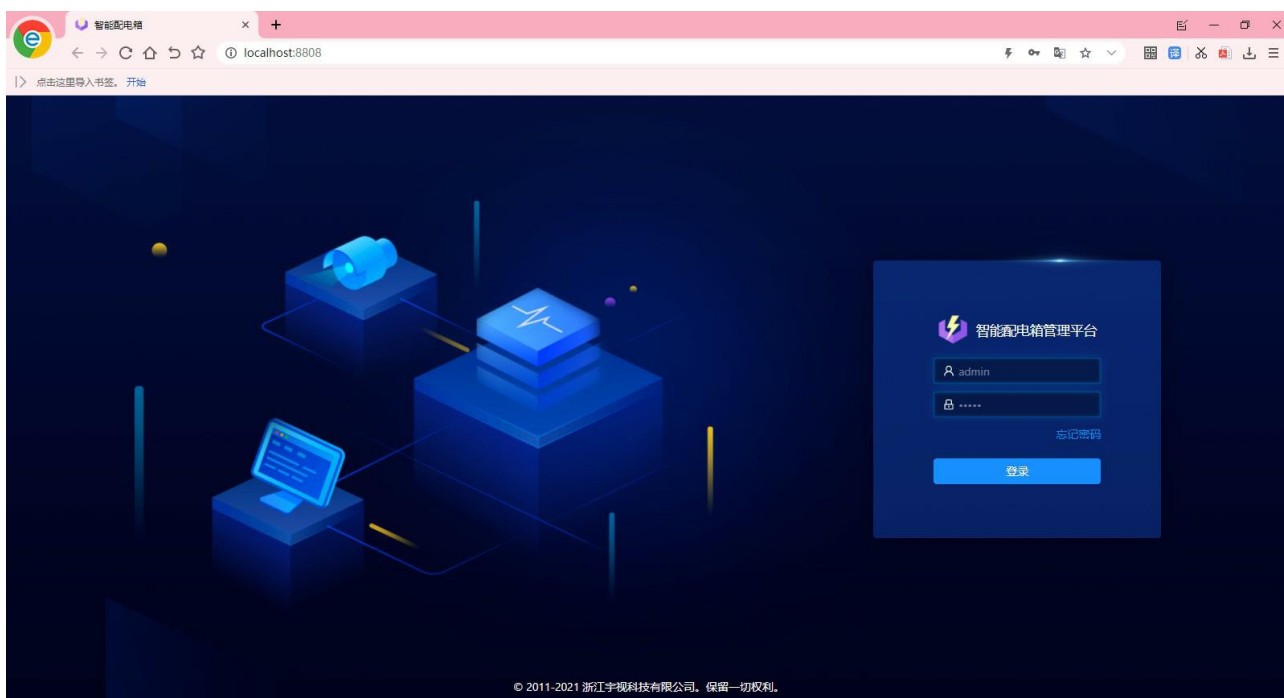 智能配电箱
localhost:8808
点击这里导入书签。 开始
智能配电箱管理平台
admin
•••••
忘记密码
登录
© 2011-2021 浙江宇视科技有限公司。保留一切权利。